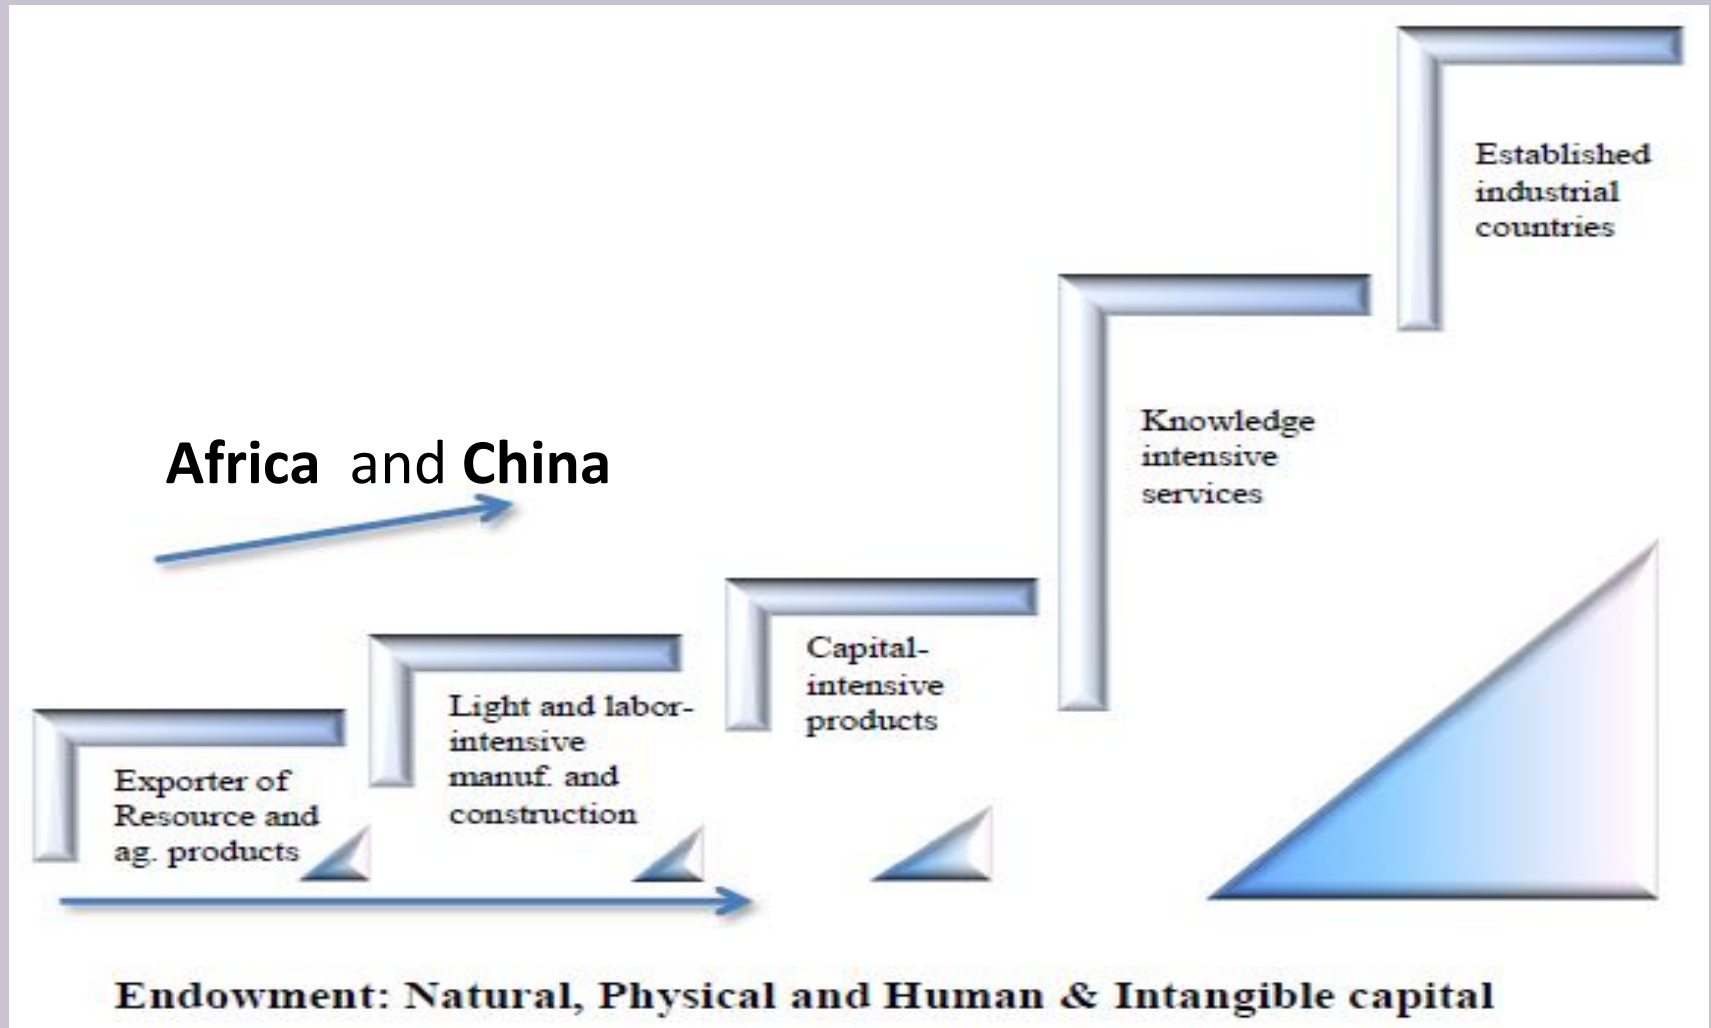 Established
industrial
countries
Knowledge
intensive
services
Africa and China
Capital-
intensive
products
Light and labor-
intensive
manuf. and
construction
Exporter of
Resource and
ag. products
Endowment: Natural, Physical and Human & Intangible capital